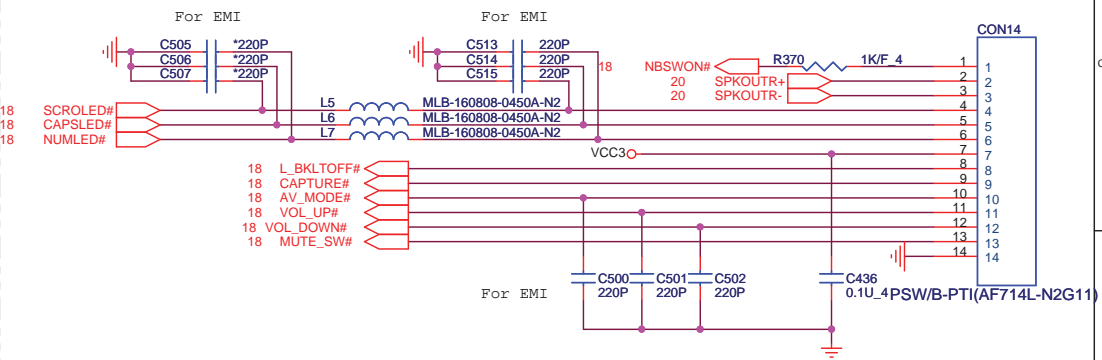 For EMI
For EMI
CON14
C505 *220P
C506 *220P
C507 *220P
C513 220P
C514 220P
C515 220P
18 NBSWON# R370 1K/F_4 1 1
20 SPKOUTR+ 2 2
20 SPKOUTR- 3 3
18 SCROLED# L5 MLB-160808-0450A-N2 4 4
18 CAPSLED# L6 MLB-160808-0450A-N2 5 5
18 NUMLED# L7 MLB-160808-0450A-N2 6 6
VCC3 7 7
18 L_BKLTOFF# 8 8
18 CAPTURE# 9 9
18 AV_MODE# 10 10
18 VOL_UP# 11 11
18 VOL_DOWN# 12 12
18 MUTE_SW# 13 13
14 14
C500 C501 C502 C436
For EMI 220P 220P 220P 0.1U_4 PSW/B-PTI(AF714L-N2G11)